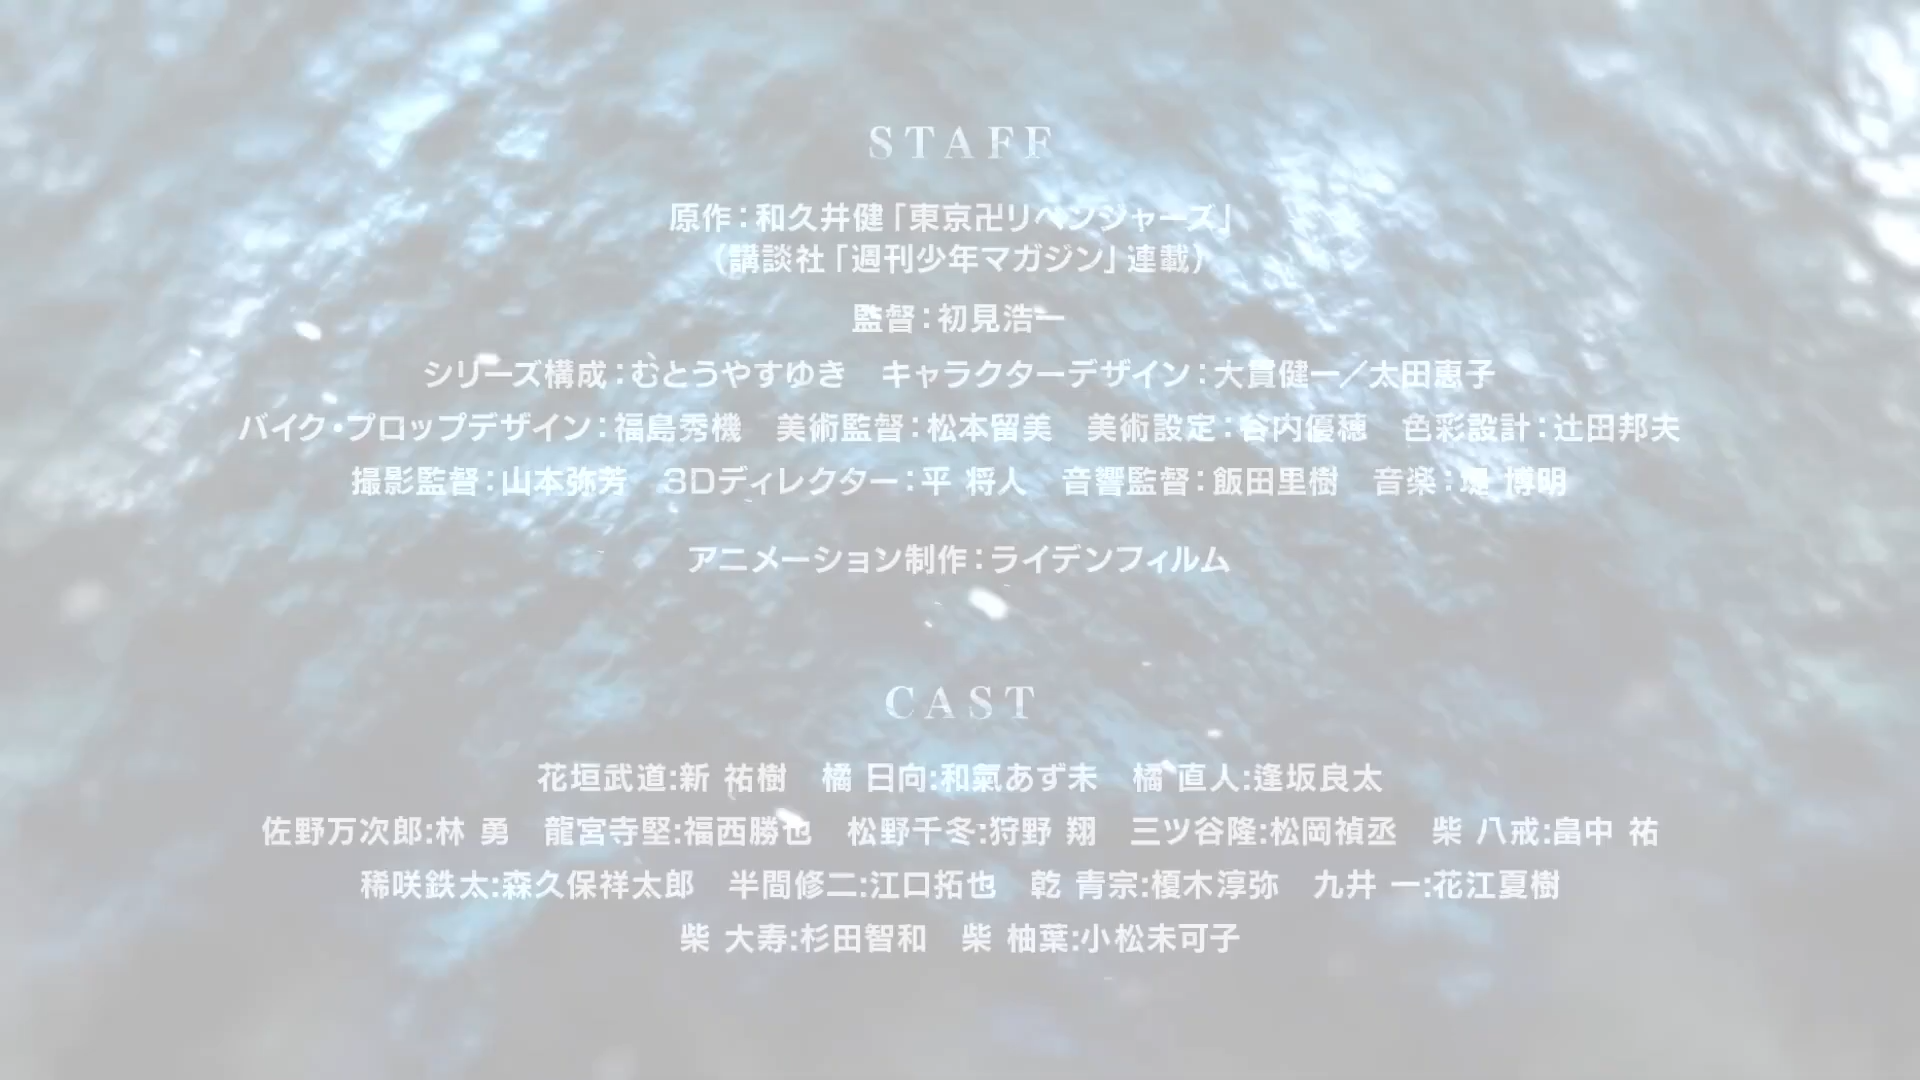 STAFF
原作：和久井健「東京卍リベンジャーズ」
（講談社「週刊少年マガジン」連載）
監督：初見浩一
シリーズ構成：むとうやすゆき　キャラクターデザイン：大貫健一／太田恵子
バイク・プロップデザイン：福島秀機　美術監督：松本留美　美術設定：谷内優穂　色彩設計：辻田邦夫
撮影監督：山本弥芳　3Dディレクター：平 将人　音響監督：飯田里樹　音楽：堤 博明
アニメーション制作：ライデンフィルム
CAST
花垣武道:新 祐樹　橘 日向:和氣あず未　橘 直人:逢坂良太
佐野万次郎:林 勇　龍宮寺堅:福西勝也　松野千冬:狩野 翔　三ツ谷隆:松岡禎丞　柴 八戒:畠中 祐
稀咲鉄太:森久保祥太郎　半間修二:江口拓也　乾 青宗:榎木淳弥　九井 一:花江夏樹
柴 大寿:杉田智和　柴 柚葉:小松未可子